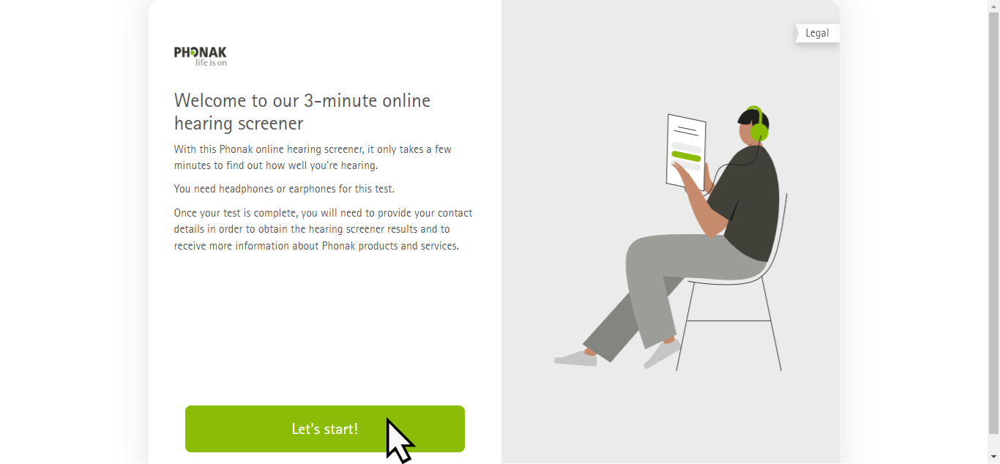 PHONAK
life is on
Legal
Welcome to our 3-minute online
hearing screener
With this Phonak online hearing screener, it only takes a few
minutes to find out how well you're hearing.
You need headphones or earphones for this test.
Once your test is complete, you will need to provide your contact
details in order to obtain the hearing screener results and to
receive more information about Phonak products and services.
Let's start!